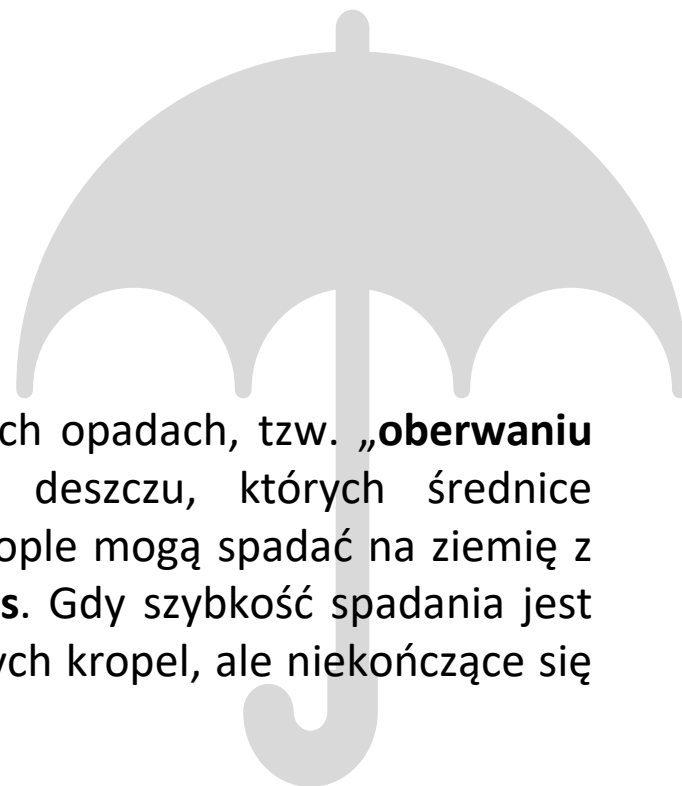 ch opadach, tzw. „oberwaniu
deszczu, których średnice
ople mogą spadać na ziemię z
s. Gdy szybkość spadania jest
ych kropel, ale niekończące się